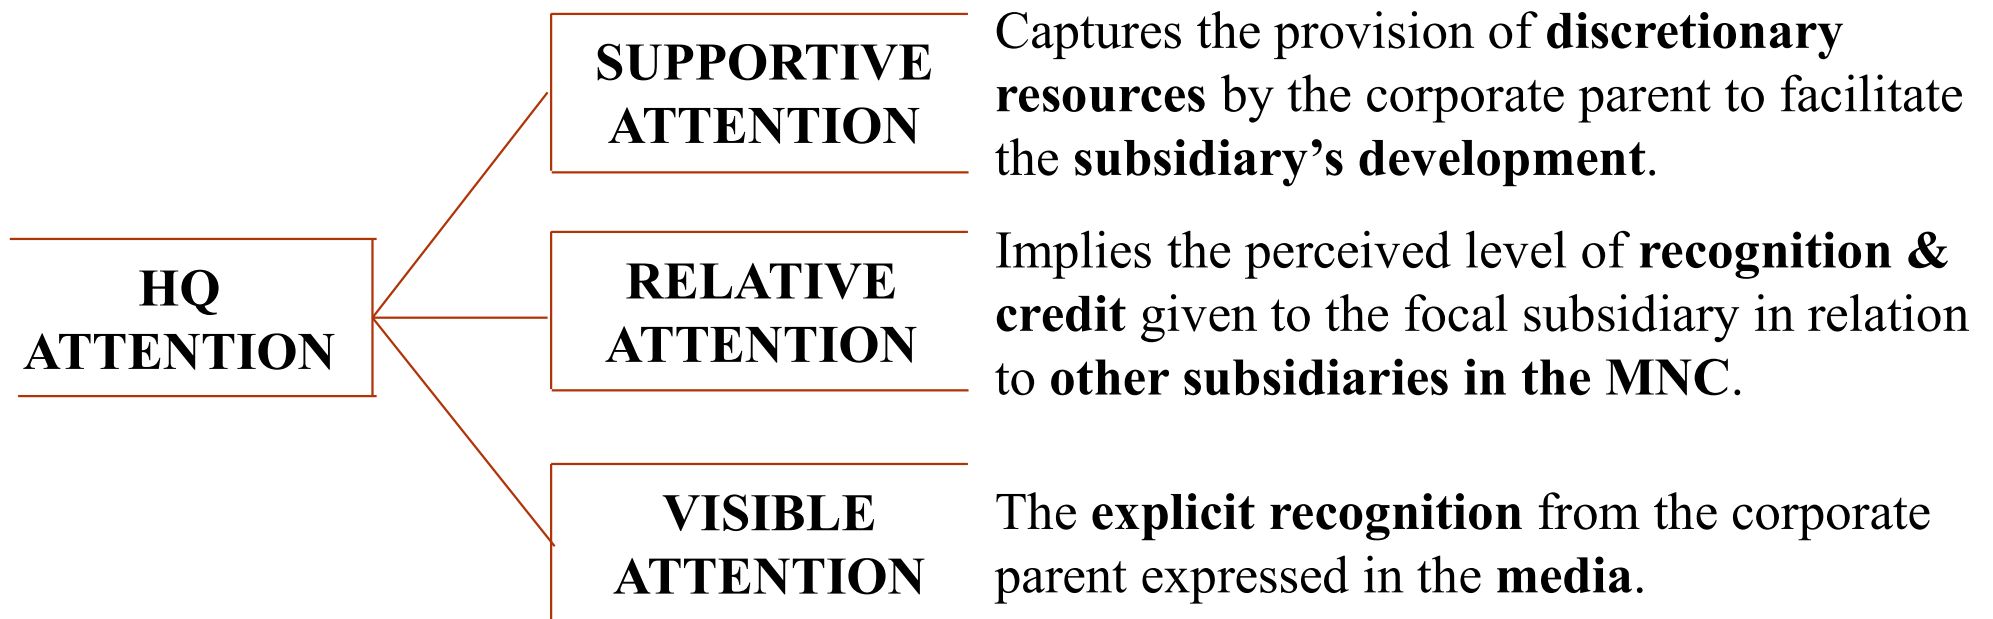 HQ
ATTENTION
SUPPORTIVE
ATTENTION
Captures the provision of discretionary
resources by the corporate parent to facilitate
the subsidiary’s development.
RELATIVE
ATTENTION
Implies the perceived level of recognition &
credit given to the focal subsidiary in relation
to other subsidiaries in the MNC.
VISIBLE
ATTENTION
The explicit recognition from the corporate
parent expressed in the media.